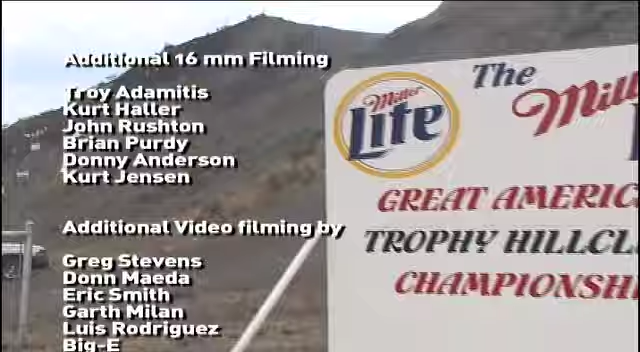 Additional 16 mm Filming
Troy Adamitis
Kurt Haller
John Rushton
Brian Purdy
Donny Anderson
Kurt Jensen
Additional Video filming by
Greg Stevens
Donn Maeda
Eric Smith
Garth Milan
Luis Rodriguez
Big-E
Miller
Lite
The
Mill
GREAT AMERIC
TROPHY HILLCL
CHAMPIONSH